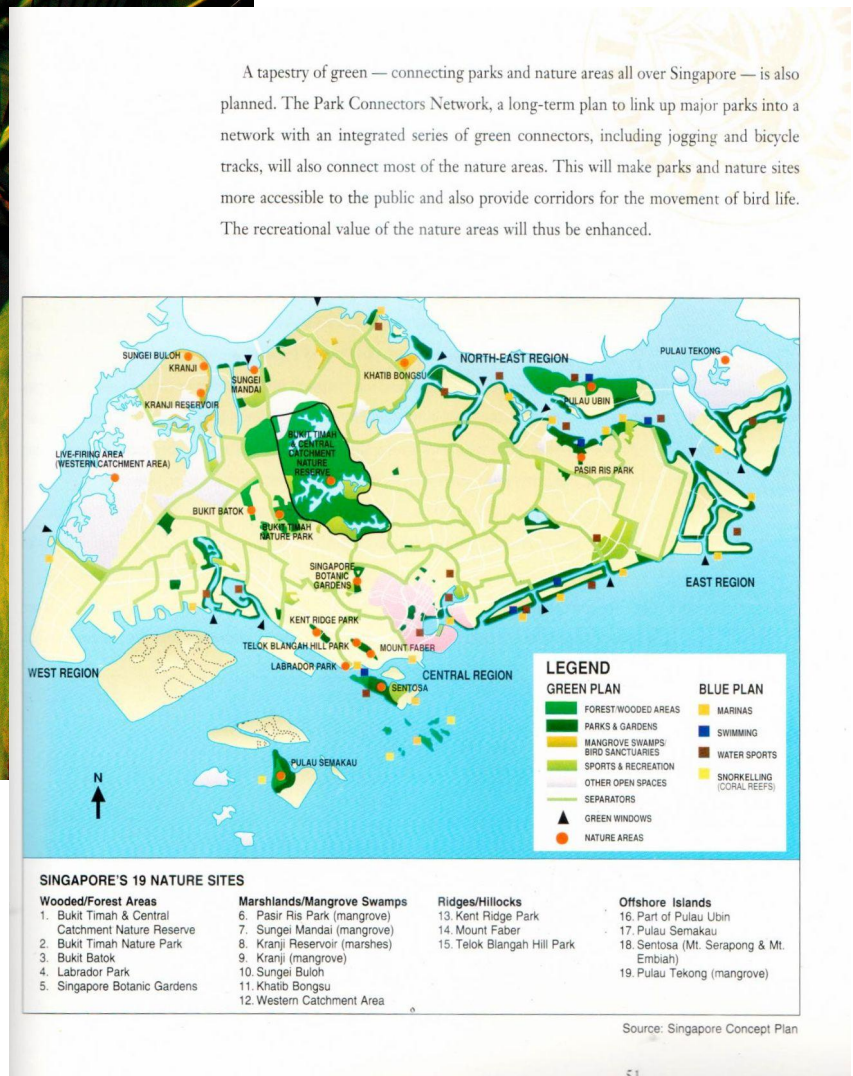 A tapestry of green — connecting parks and nature areas all over Singapore — is also
planned. The Park Connectors Network, a long-term plan to link up major parks into a
network with an integrated series of green connectors, including jogging and bicycle
tracks, will also connect most of the nature areas. This will make parks and nature sites
more accessible to the public and also provide corridors for the movement of bird life.
The recreational value of the nature areas will thus be enhanced.
SUNGEI BULOH
KRANJI
SUNGEI
MANDAI
KRANJI RESERVOIR
KHATIB BONGSU
NORTH-EAST REGION
PULAU TEKONG
PULAU UBIN
LIVE-FIRING AREA
(WESTERN CATCHMENT AREA)
BUKIT TIMAH
& CENTRAL
CATCHMENT
NATURE
RESERVE
PASIR RIS PARK
BUKIT BATOK
BUKIT TIMAH
NATURE PARK
SINGAPORE
BOTANIC
GARDENS
EAST REGION
KENT RIDGE PARK
TELOK BLANGAH HILL PARK
MOUNT FABER
LABRADOR PARK
CENTRAL REGION
WEST REGION
SENTOSA
PULAU SEMAKAU
N
LEGEND
GREEN PLAN
FOREST/WOODED AREAS
PARKS & GARDENS
MANGROVE SWAMPS/
BIRD SANCTUARIES
SPORTS & RECREATION
OTHER OPEN SPACES
SEPARATORS
GREEN WINDOWS
NATURE AREAS
BLUE PLAN
MARINAS
SWIMMING
WATER SPORTS
SNORKELLING
(CORAL REEFS)
SINGAPORE'S 19 NATURE SITES
Wooded/Forest Areas
1. Bukit Timah & Central
Catchment Nature Reserve
2. Bukit Timah Nature Park
3. Bukit Batok
4. Labrador Park
5. Singapore Botanic Gardens
Marshlands/Mangrove Swamps
6. Pasir Ris Park (mangrove)
7. Sungei Mandai (mangrove)
8. Kranji Reservoir (marshes)
9. Kranji (mangrove)
10. Sungei Buloh
11. Khatib Bongsu
12. Western Catchment Area
Ridges/Hillocks
13. Kent Ridge Park
14. Mount Faber
15. Telok Blangah Hill Park
Offshore Islands
16. Part of Pulau Ubin
17. Pulau Semakau
18. Sentosa (Mt. Serapong & Mt.
Embiah)
19. Pulau Tekong (mangrove)
Source: Singapore Concept Plan